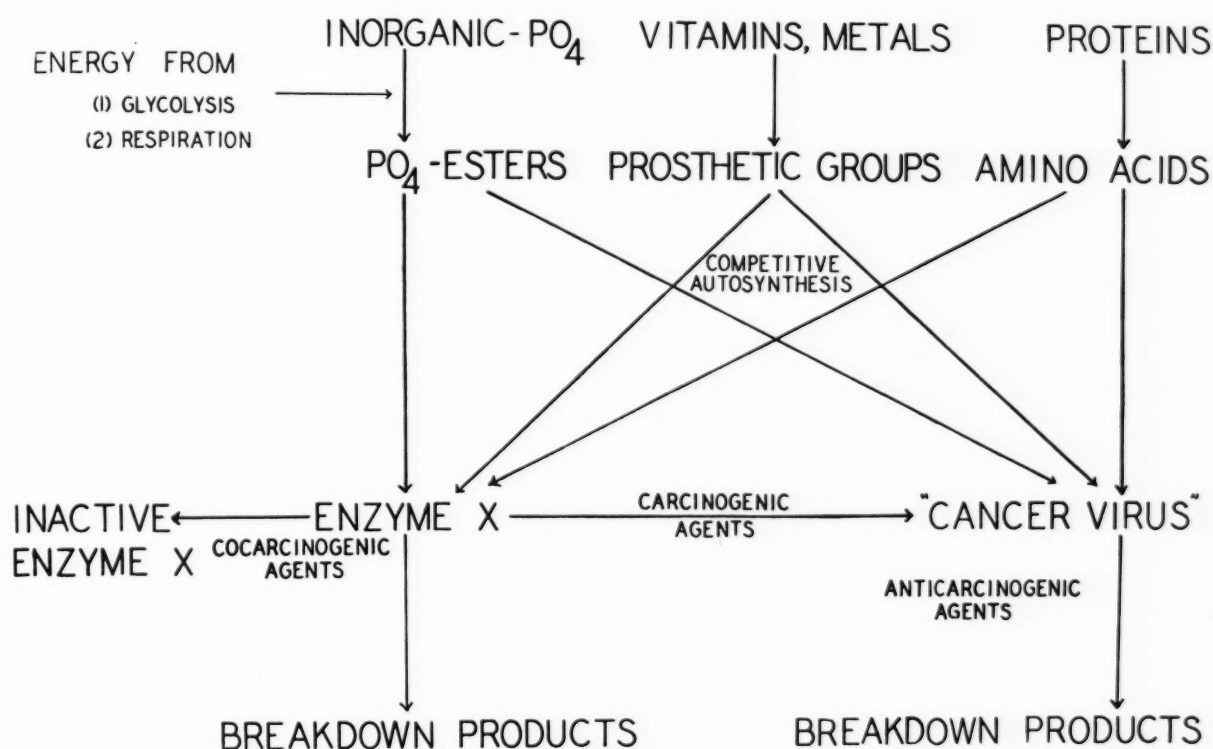 INORGANIC-PO4
VITAMINS, METALS
PROTEINS
ENERGY FROM
(1) GLYCOLYSIS
(2) RESPIRATION
PO4-ESTERS
PROSTHETIC GROUPS
AMINO ACIDS
COMPETITIVE
AUTOSYNTHESIS
INACTIVE
ENZYME X
COCARCINOGENIC
AGENTS
ENZYME X
CARCINOGENIC
AGENTS
"CANCER VIRUS"
ANTICARCINOGENIC
AGENTS
BREAKDOWN PRODUCTS
BREAKDOWN PRODUCTS